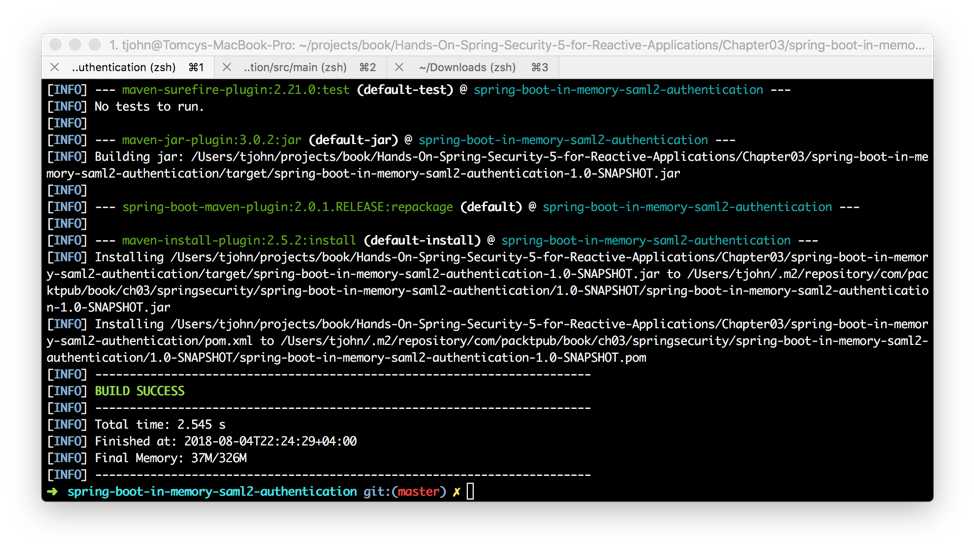 1. tjohn@Tomcys-MacBook-Pro: ~/projects/book/Hands-On-Spring-Security-5-for-Reactive-Applications/Chapter03/spring-boot-in-memo...
..uthentication (zsh) ⌘1 ..tion/src/main (zsh) ⌘2 ~/Downloads (zsh) ⌘3
[INFO] --- maven-surefire-plugin:2.21.0:test (default-test) @ spring-boot-in-memory-saml2-authentication ---
[INFO] No tests to run.
[INFO]
[INFO] --- maven-jar-plugin:3.0.2:jar (default-jar) @ spring-boot-in-memory-saml2-authentication ---
[INFO] Building jar: /Users/tjohn/projects/book/Hands-On-Spring-Security-5-for-Reactive-Applications/Chapter03/spring-boot-in-me
mory-saml2-authentication/target/spring-boot-in-memory-saml2-authentication-1.0-SNAPSHOT.jar
[INFO]
[INFO] --- spring-boot-maven-plugin:2.0.1.RELEASE:repackage (default) @ spring-boot-in-memory-saml2-authentication ---
[INFO]
[INFO] --- maven-install-plugin:2.5.2:install (default-install) @ spring-boot-in-memory-saml2-authentication ---
[INFO] Installing /Users/tjohn/projects/book/Hands-On-Spring-Security-5-for-Reactive-Applications/Chapter03/spring-boot-in-memor
y-saml2-authentication/target/spring-boot-in-memory-saml2-authentication-1.0-SNAPSHOT.jar to /Users/tjohn/.m2/repository/com/pac
ktpub/book/ch03/springsecurity/spring-boot-in-memory-saml2-authentication/1.0-SNAPSHOT/spring-boot-in-memory-saml2-authenticatio
n-1.0-SNAPSHOT.jar
[INFO] Installing /Users/tjohn/projects/book/Hands-On-Spring-Security-5-for-Reactive-Applications/Chapter03/spring-boot-in-memor
y-saml2-authentication/pom.xml to /Users/tjohn/.m2/repository/com/packtpub/book/ch03/springsecurity/spring-boot-in-memory-saml2-
authentication/1.0-SNAPSHOT/spring-boot-in-memory-saml2-authentication-1.0-SNAPSHOT.pom
[INFO] ------------------------------------------------------------------------
[INFO] BUILD SUCCESS
[INFO] ------------------------------------------------------------------------
[INFO] Total time: 2.545 s
[INFO] Finished at: 2018-08-04T22:24:29+04:00
[INFO] Final Memory: 37M/326M
[INFO] ------------------------------------------------------------------------
➜ spring-boot-in-memory-saml2-authentication git:(master) ✗